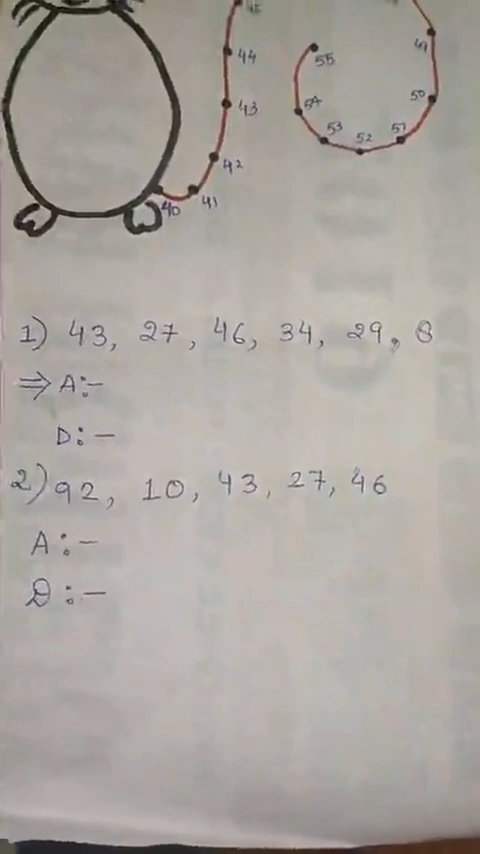 45
44
43
42
41
40
49
50
51
52
53
54
55
1) 43, 27, 46, 34, 29, 8
⇒ A:-
D:-
2) 92, 10, 43, 27, 46
A:-
D:-